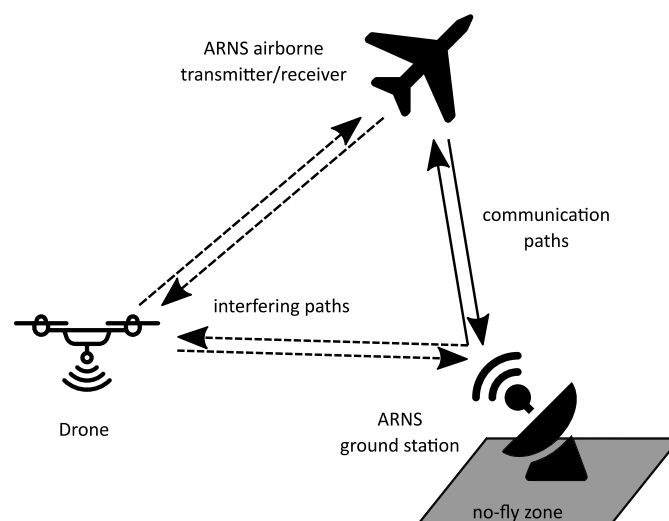 ARNS airborne
transmitter/receiver
communication
paths
interfering paths
Drone
ARNS
ground station
no-fly zone